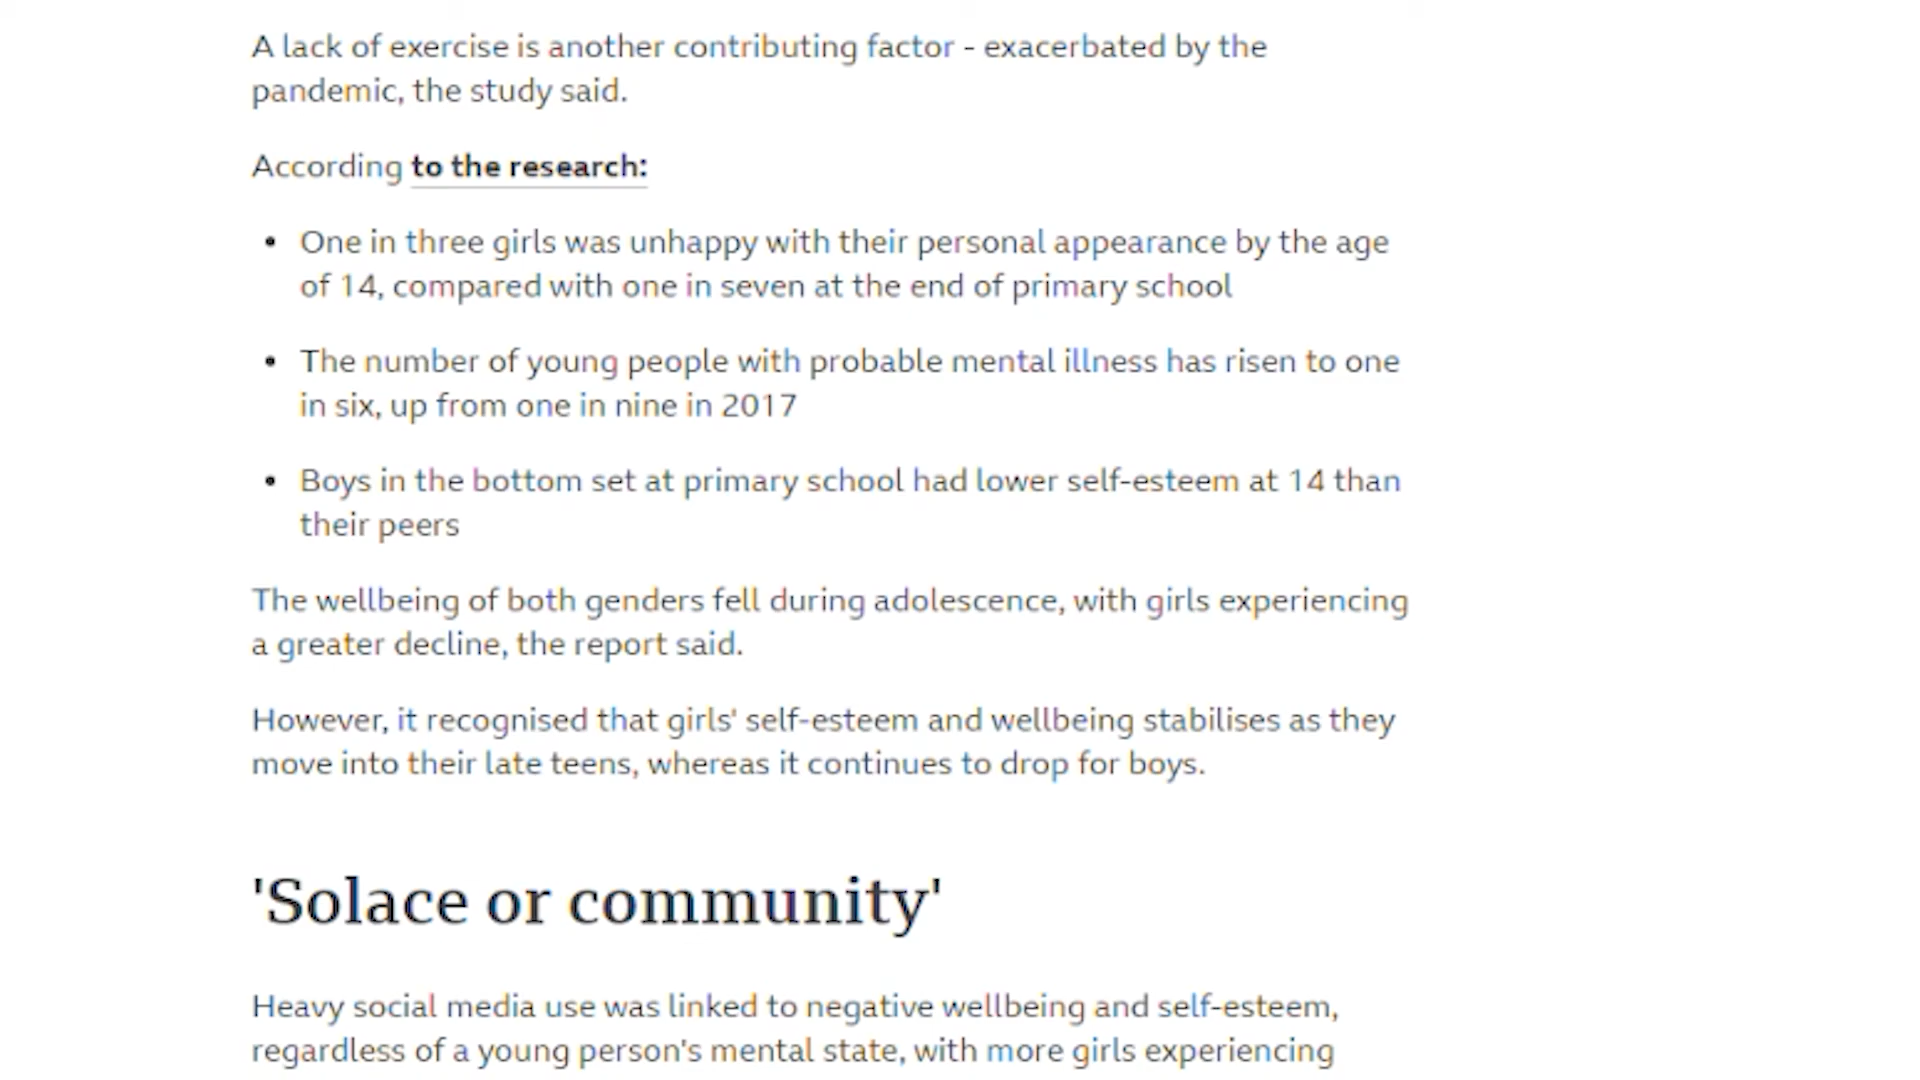 A lack of exercise is another contributing factor - exacerbated by the
pandemic, the study said.
According to the research:
• One in three girls was unhappy with their personal appearance by the age
of 14, compared with one in seven at the end of primary school
• The number of young people with probable mental illness has risen to one
in six, up from one in nine in 2017
• Boys in the bottom set at primary school had lower self-esteem at 14 than
their peers
The wellbeing of both genders fell during adolescence, with girls experiencing
a greater decline, the report said.
However, it recognised that girls' self-esteem and wellbeing stabilises as they
move into their late teens, whereas it continues to drop for boys.
'Solace or community'
Heavy social media use was linked to negative wellbeing and self-esteem,
regardless of a young person's mental state, with more girls experiencing